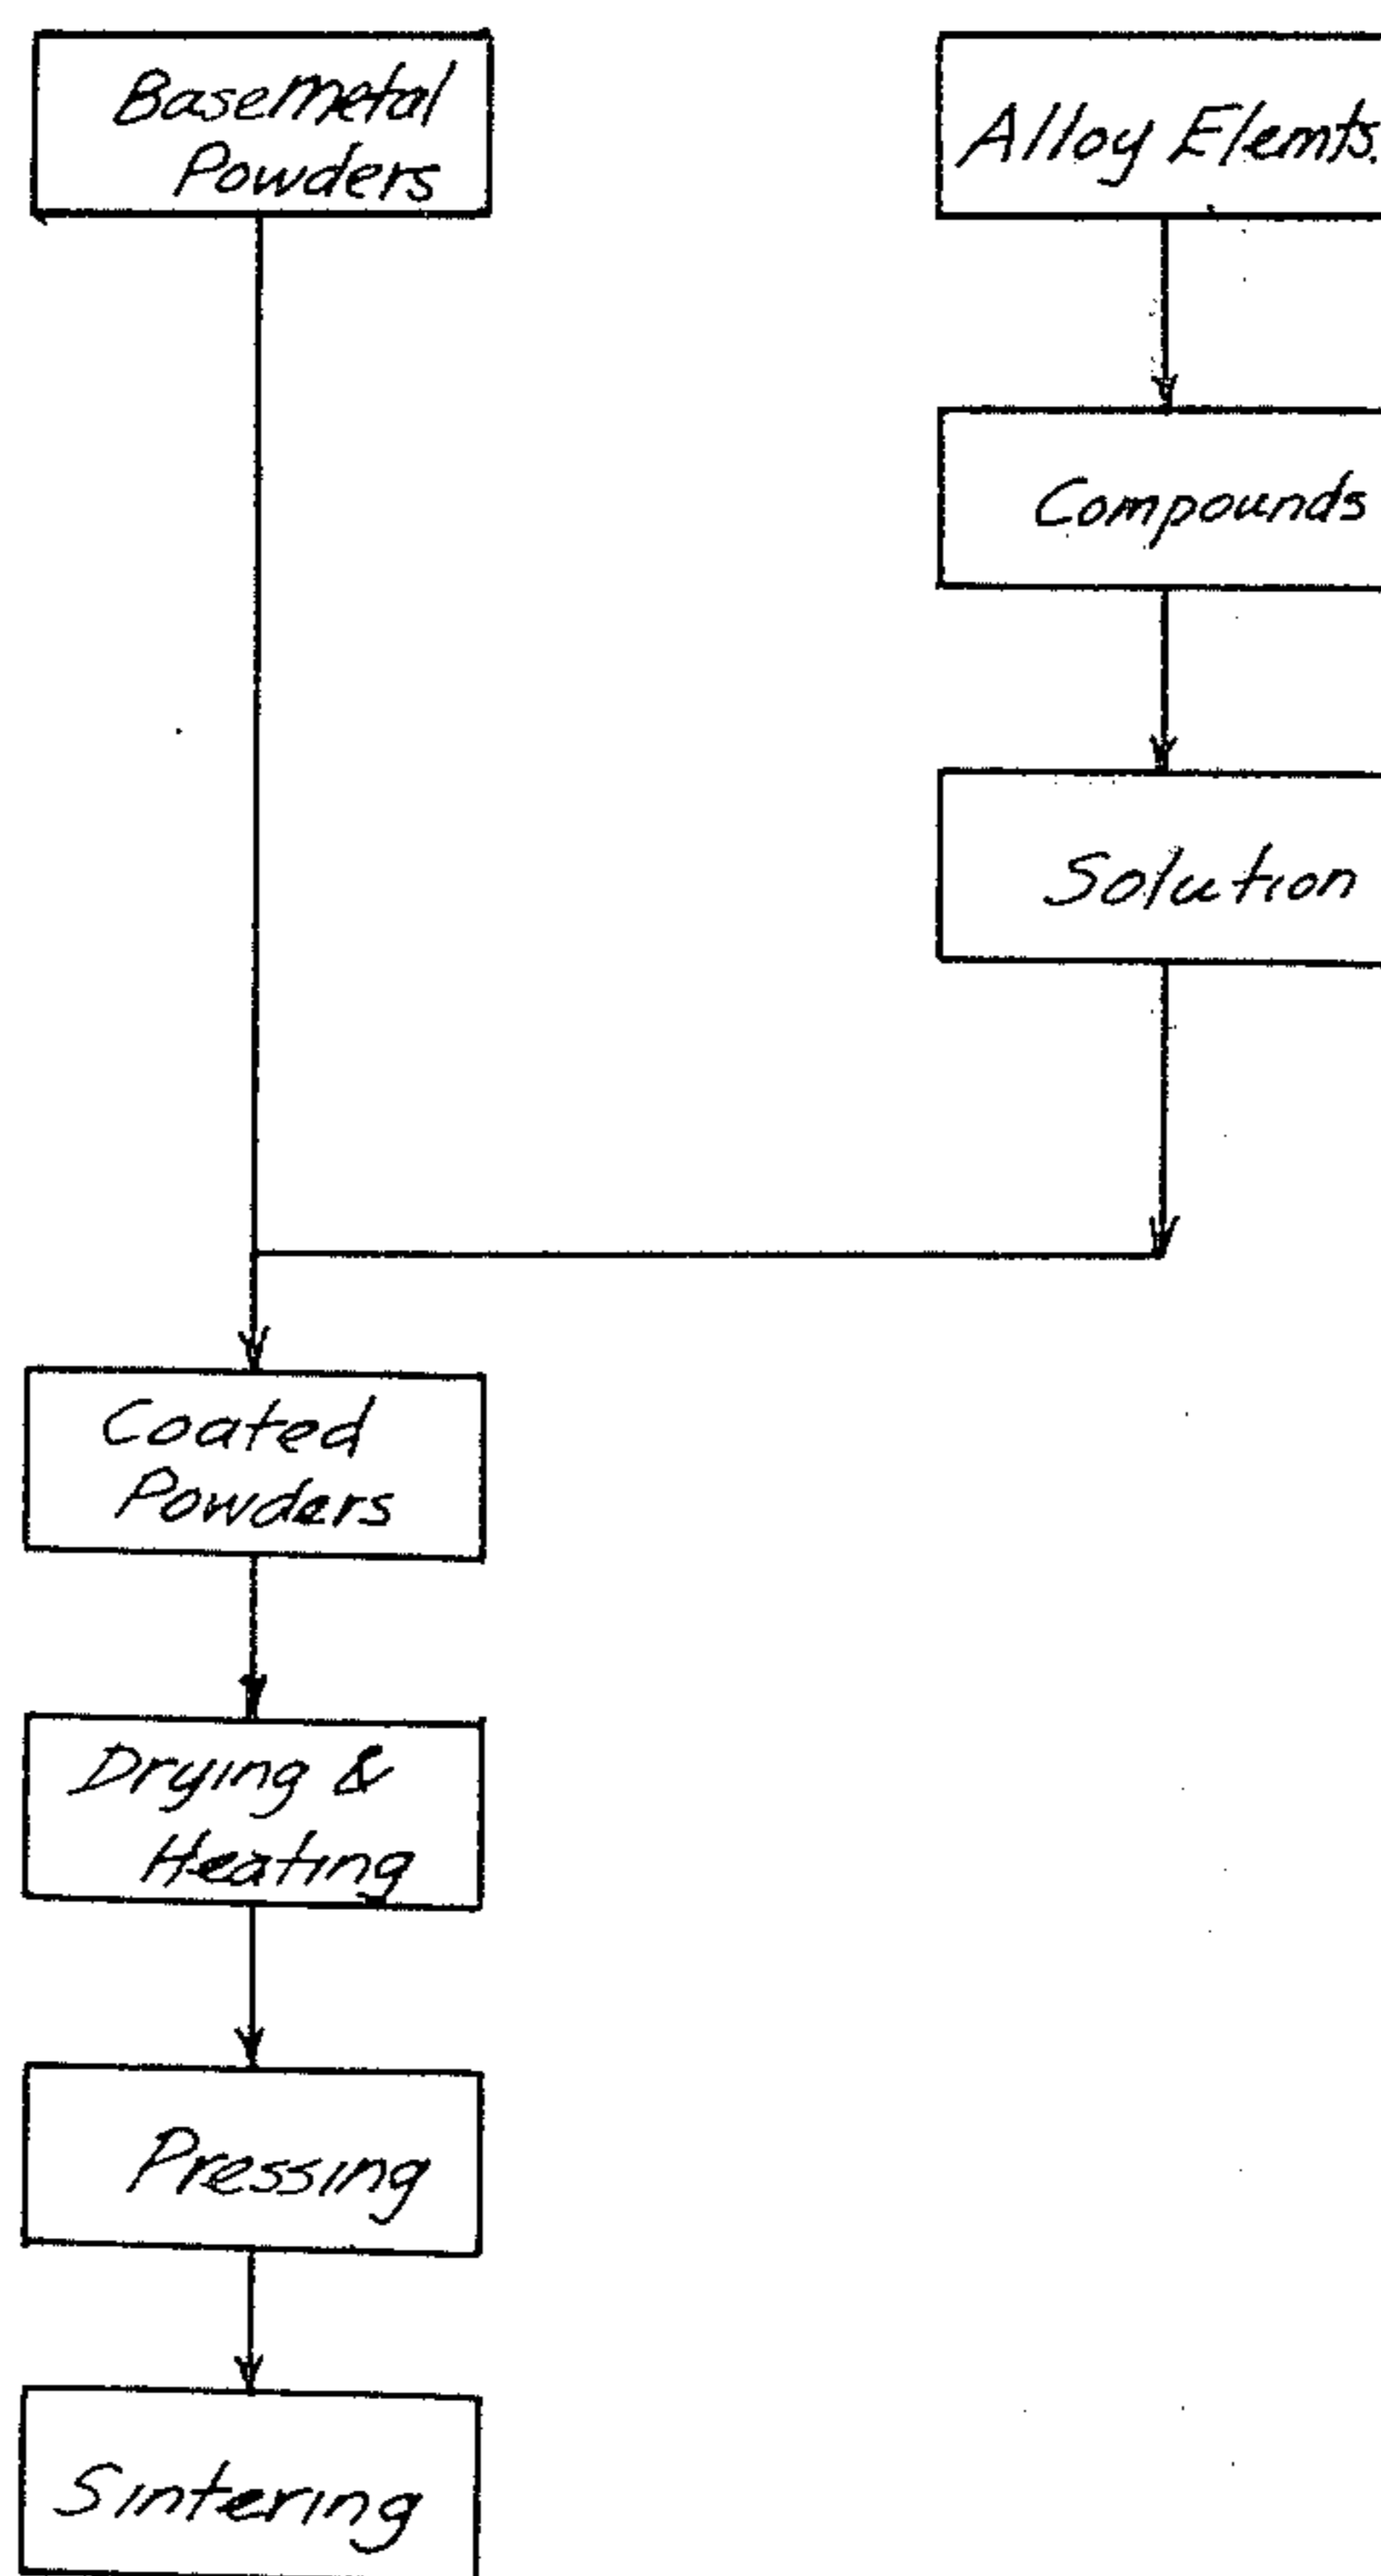 Basemetal
Powders
Alloy Elemts.
Compounds
Solution
Coated
Powders
Drying &
Heating
Pressing
Sintering